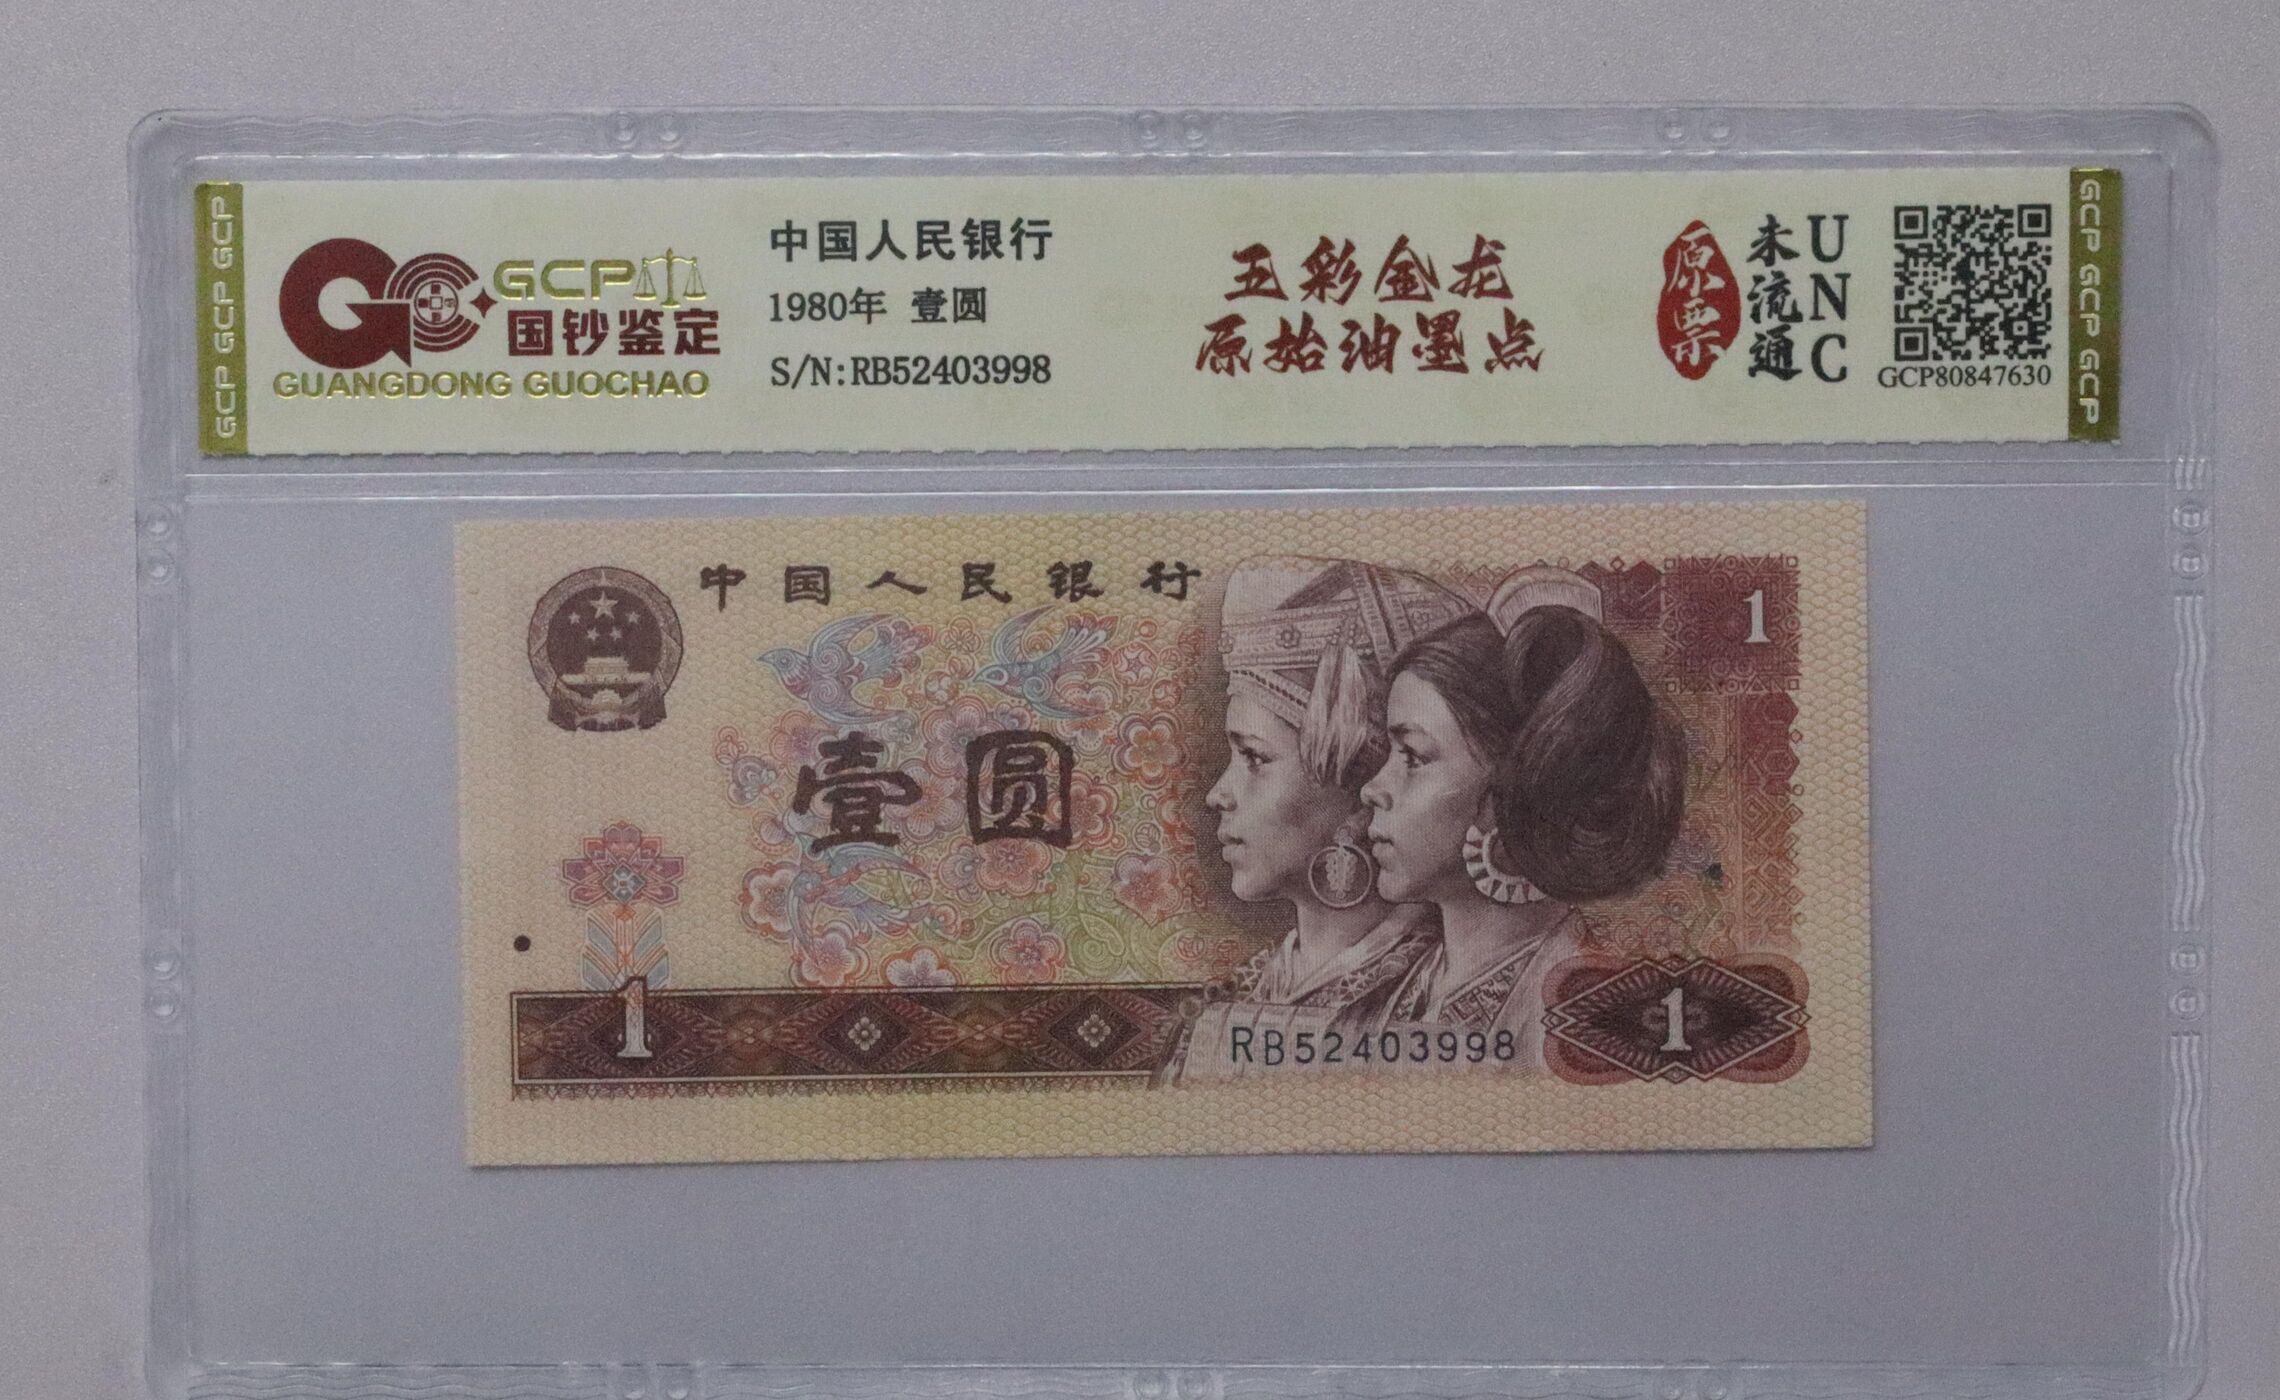 GCP GCP GCP
GCP
国钞鉴定
GUANGDONG GUOCHAO
中国人民银行
1980年 壹圆
S/N:RB52403998
五彩金龙
原始油墨点
原票
未流通
UNC
GCP80847630
GCP GCP GCP
中国人民银行
1
壹圆
1
RB52403998
1